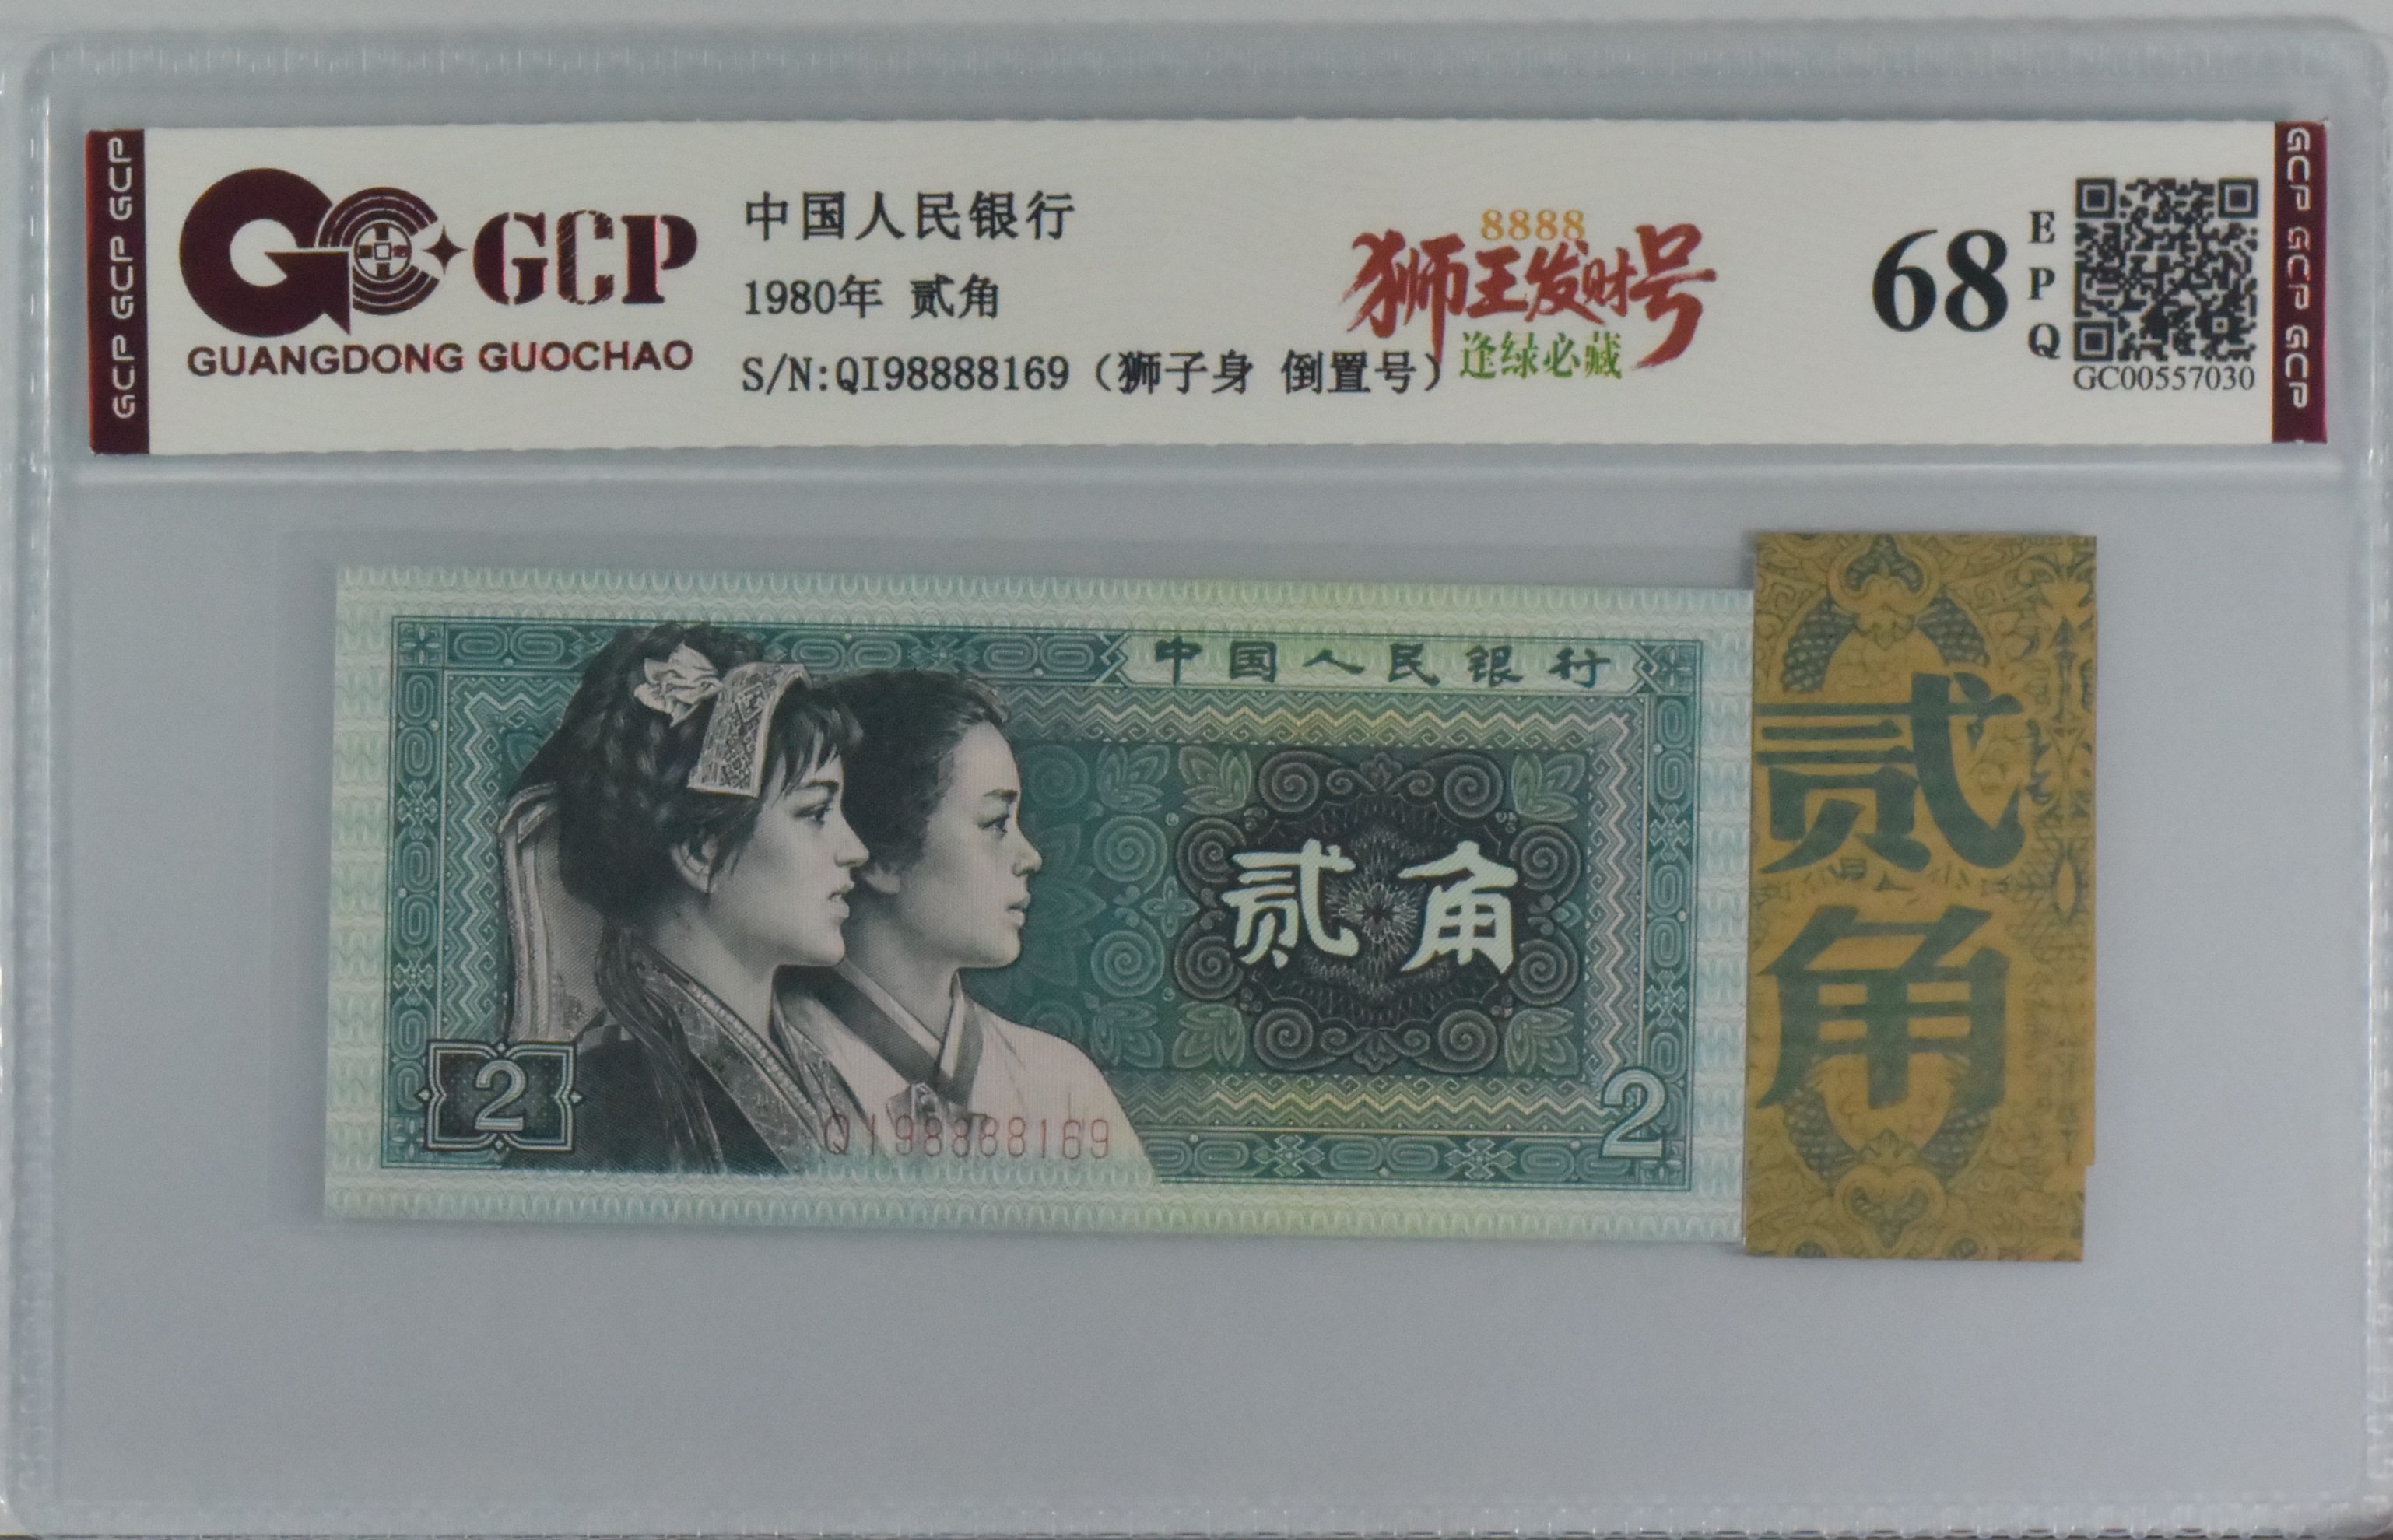 GCP GCP GCP
GCP
GUANGDONG GUOCHAO
中国人民银行
1980年 贰角
S/N:QI98888169（狮子身 倒置号）
8888
狮王发财号
逢绿必藏
68
E
P
Q
GC00557030
GCP GCP GCP
中国人民银行
贰角
2
QI98888169
2
贰角